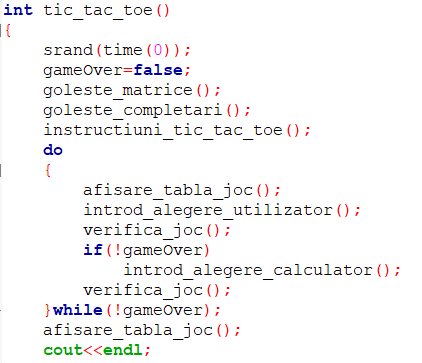 int tic_tac_toe()
{
    srand(time(0));
    gameOver=false;
    goleste_matrice();
    goleste_completari();
    instructiuni_tic_tac_toe();
    do
    {
        afisare_tabla_joc();
        introd_alegere_utilizator();
        verifica_joc();
        if(!gameOver)
            introd_alegere_calculator();
        verifica_joc();
    }while(!gameOver);
    afisare_tabla_joc();
    cout<<endl;